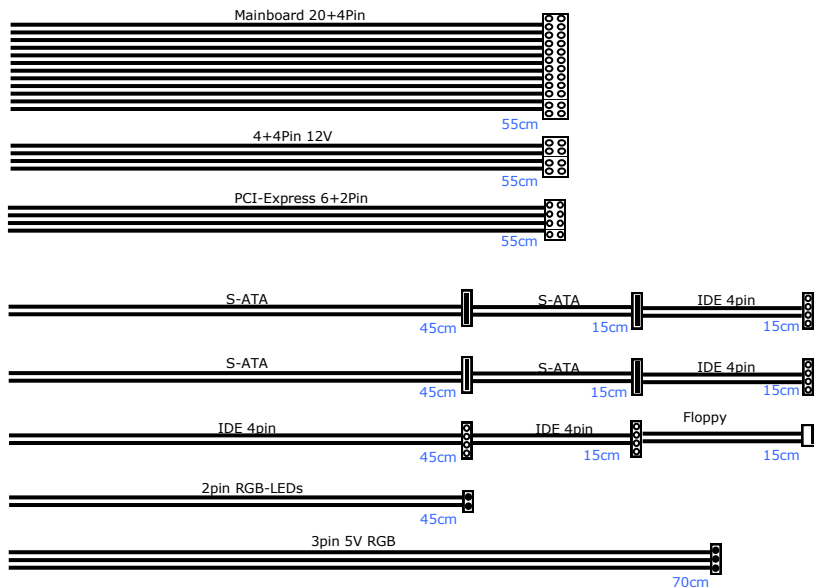 Mainboard 20+4Pin
55cm
4+4Pin 12V
55cm
PCI-Express 6+2Pin
55cm
S-ATA S-ATA IDE 4pin
45cm 15cm 15cm
S-ATA S-ATA IDE 4pin
45cm 15cm 15cm
IDE 4pin IDE 4pin Floppy
45cm 15cm 15cm
2pin RGB-LEDs
45cm
3pin 5V RGB
70cm